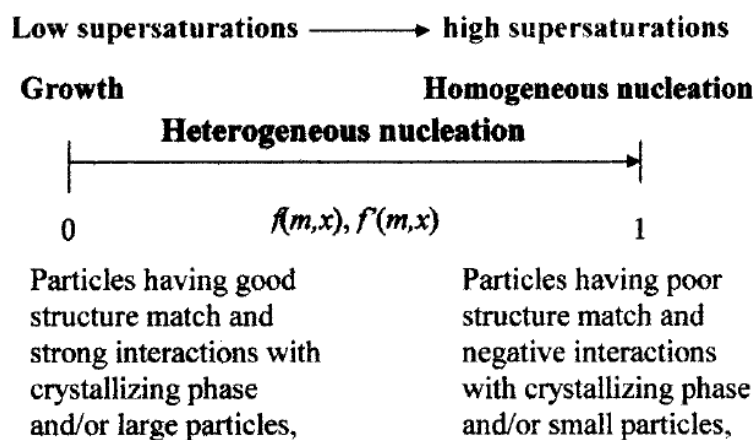 Low supersaturations → high supersaturations
Growth Homogeneous nucleation
Heterogeneous nucleation
0 f(m,x), f'(m,x) 1
Particles having good
structure match and
strong interactions with
crystallizing phase
and/or large particles,
Particles having poor
structure match and
negative interactions
with crystallizing phase
and/or small particles,